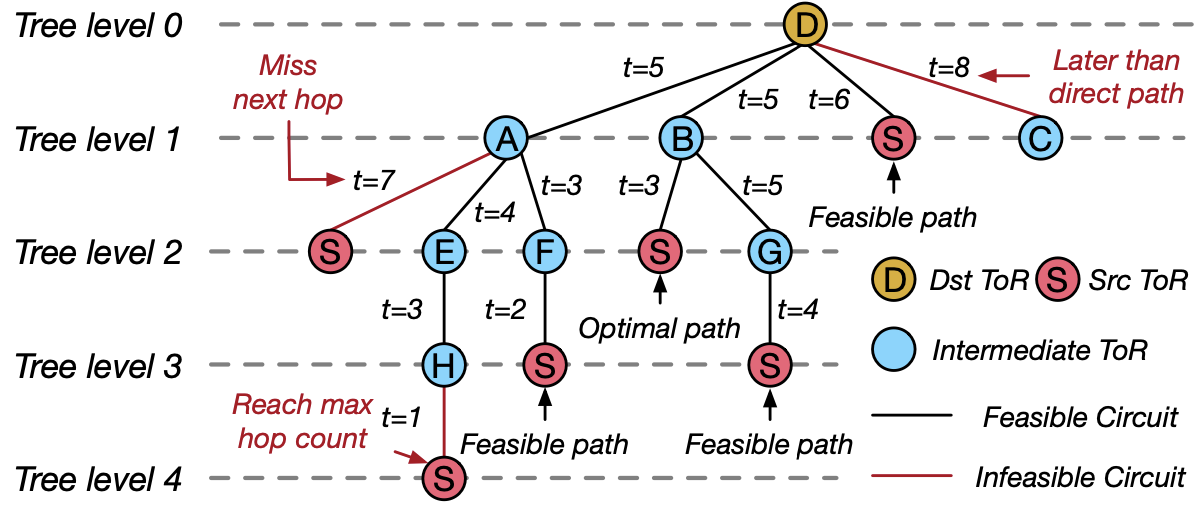 Tree level 0
D
Miss
next hop
t=5
t=5
t=6
t=8
Later than
direct path
Tree level 1
A
B
S
C
t=7
t=4
t=3
t=3
t=5
Feasible path
Tree level 2
S
E
F
S
G
D Dst ToR
S Src ToR
t=3
t=2
Optimal path
t=4
Intermediate ToR
Tree level 3
H
S
S
Reach max
hop count
t=1
Feasible path
Feasible path
Feasible Circuit
Tree level 4
S
Infeasible Circuit